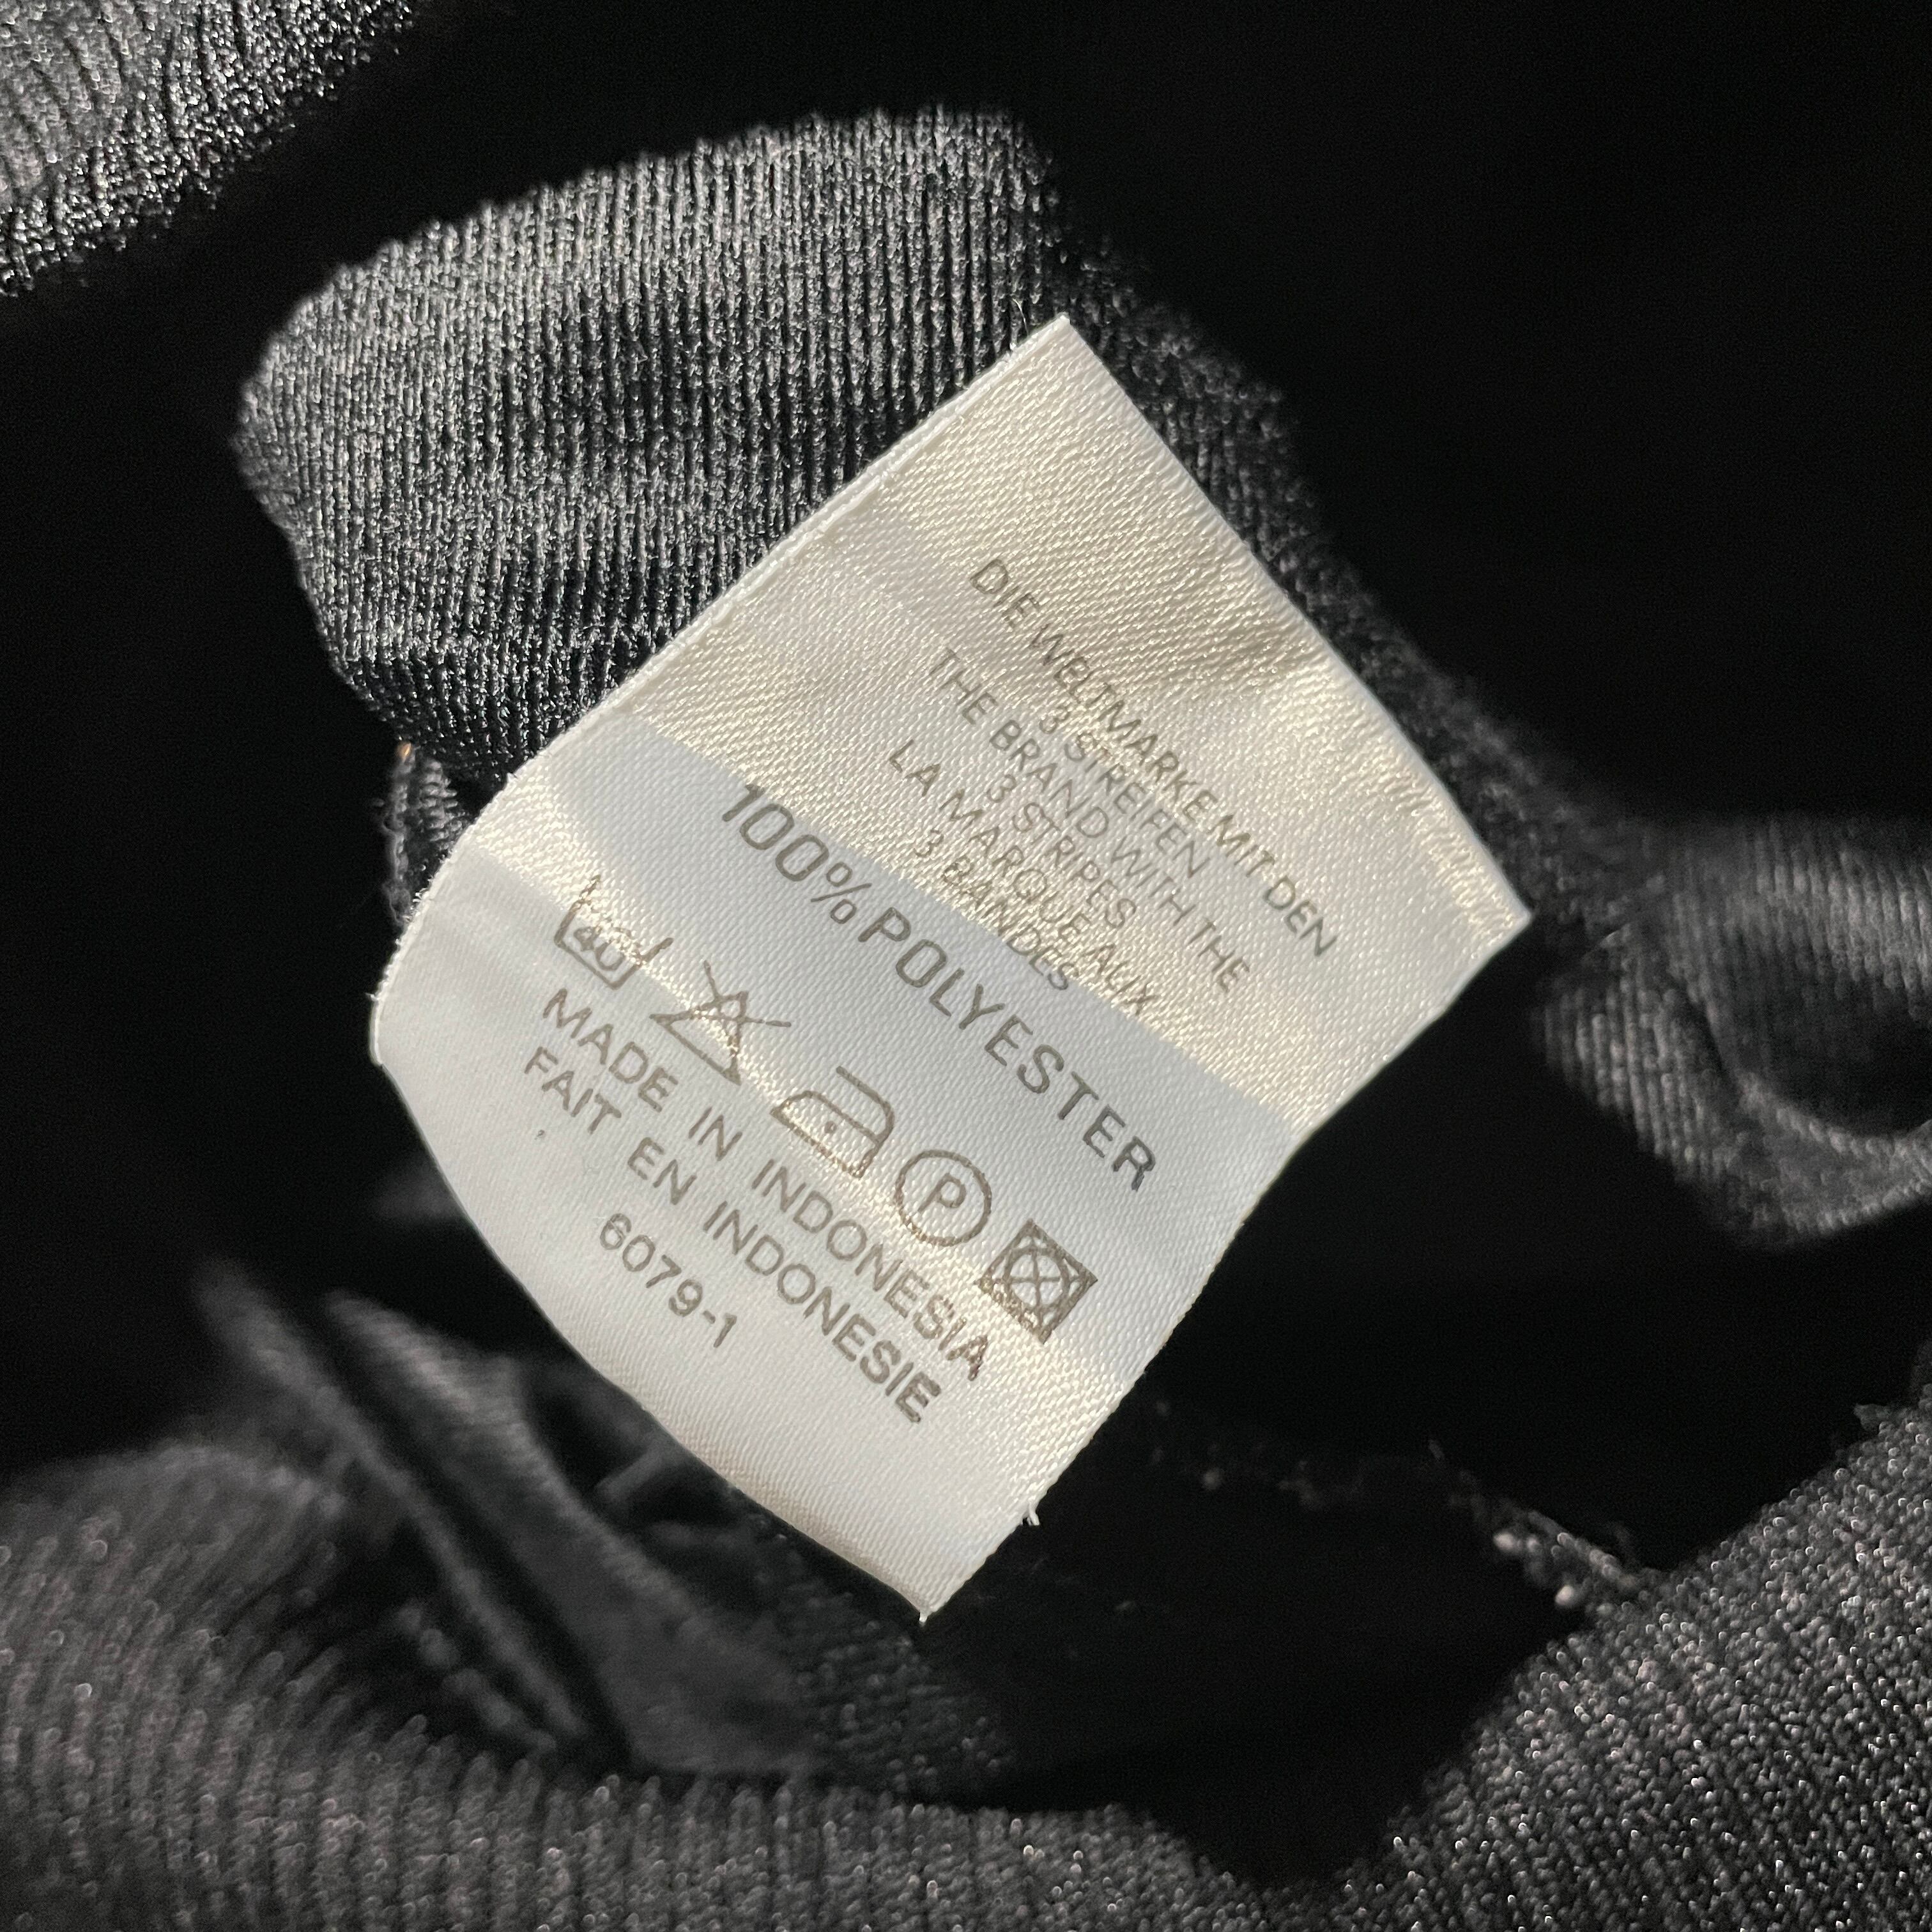 DIE WELTMARKE MIT DEN
3 STREIFEN
THE BRAND WITH THE
3 STRIPES
LA MARQUE AUX
3 BANDES
100% POLYESTER
40 P
MADE IN INDONESIA
FAIT EN INDONESIE
6079-1